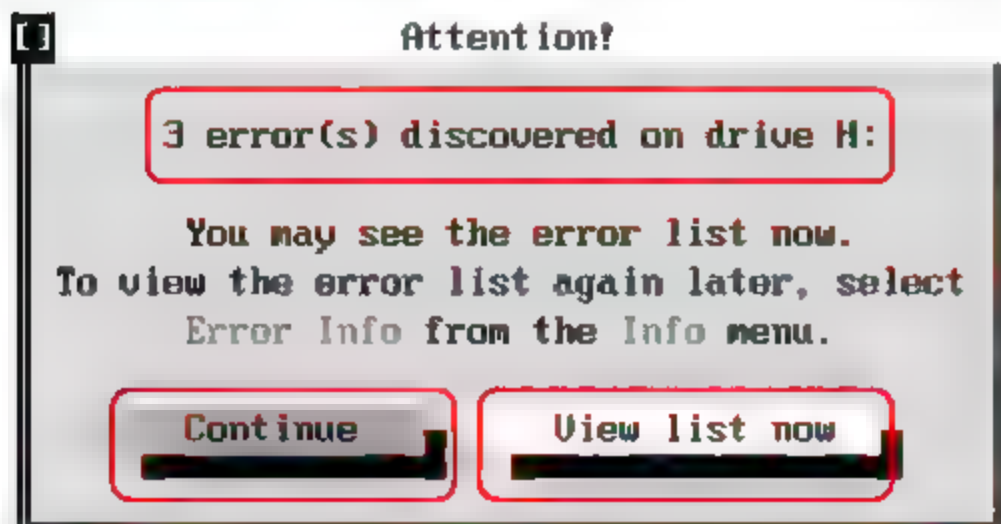 [ ]
Attention!
3 error(s) discovered on drive H:
You may see the error list now.
To view the error list again later, select
Error Info from the Info menu.
Continue
View list now